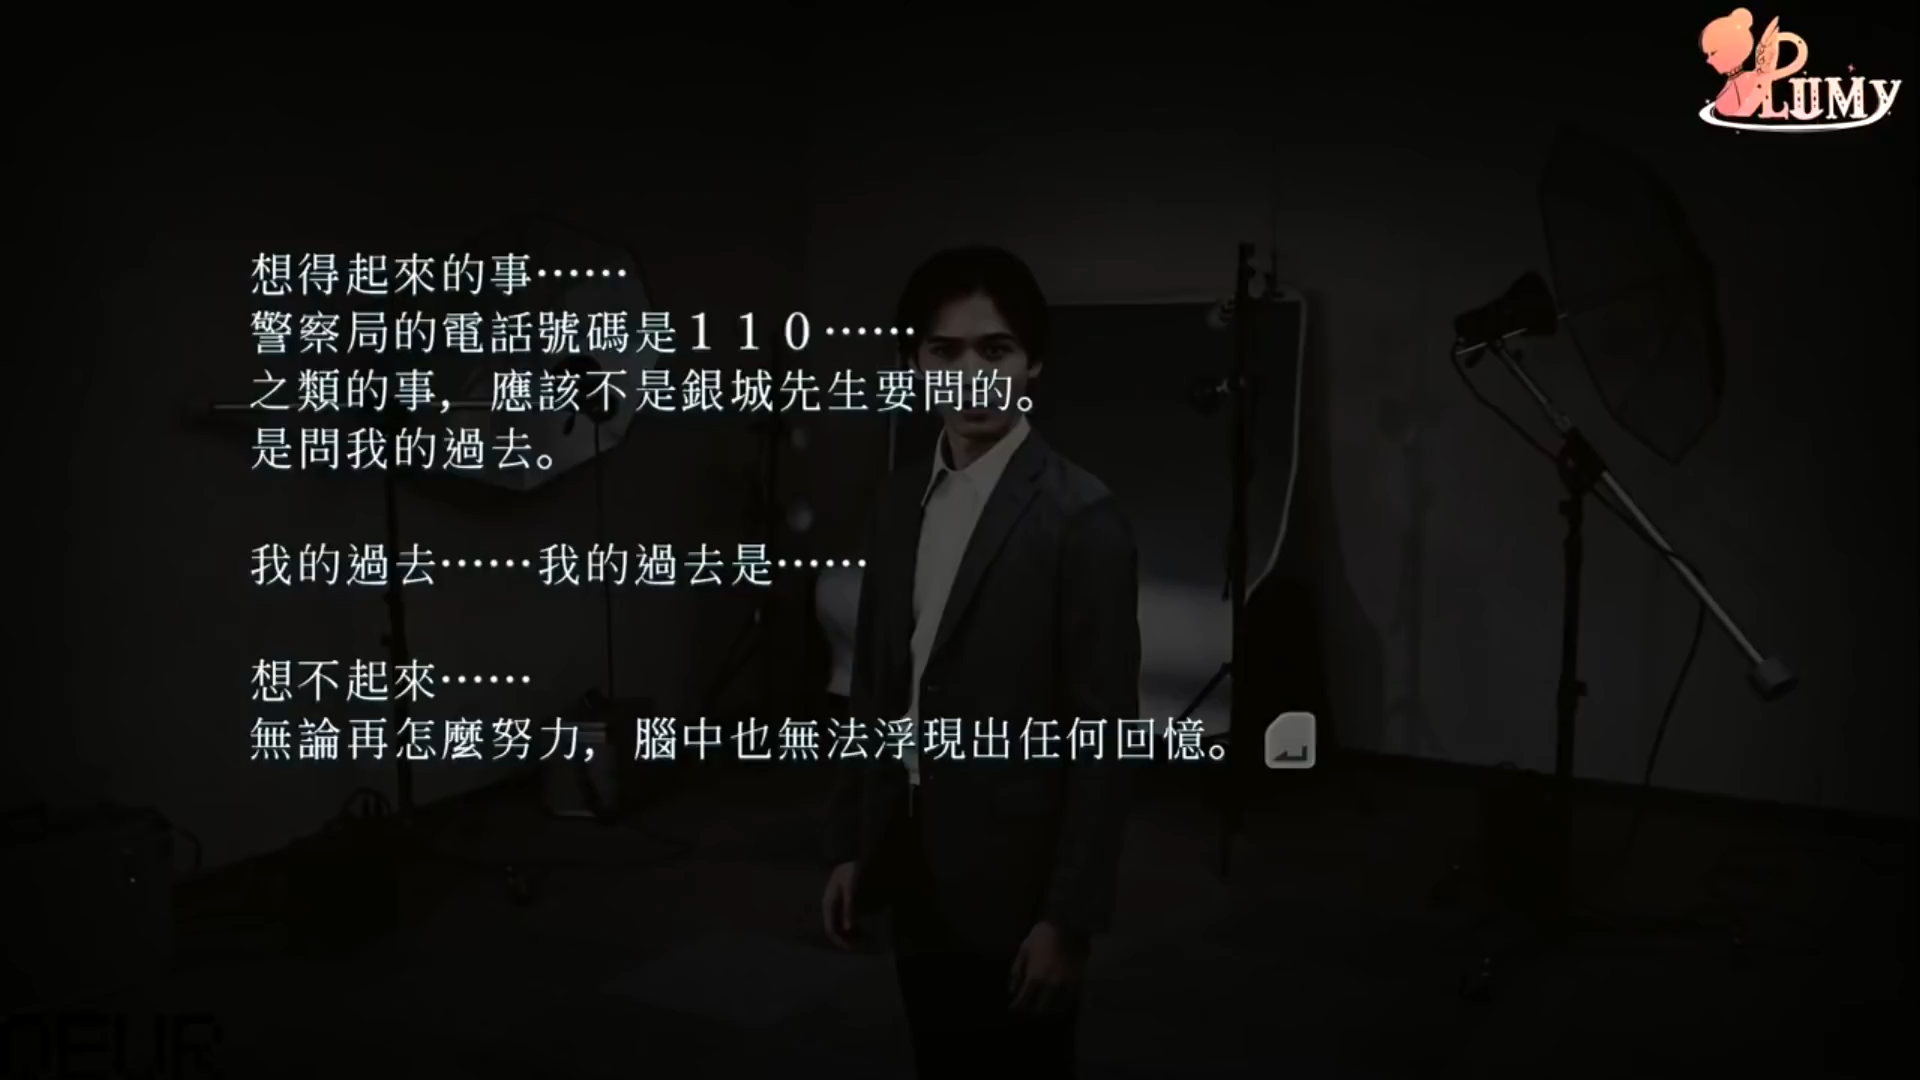 PLUMY
想得起來的事⋯⋯
警察局的電話號碼是110⋯⋯
之類的事，應該不是銀城先生要問的。
是問我的過去。
我的過去⋯⋯我的過去是⋯⋯
想不起來⋯⋯
無論再怎麼努力，腦中也無法浮現出任何回憶。